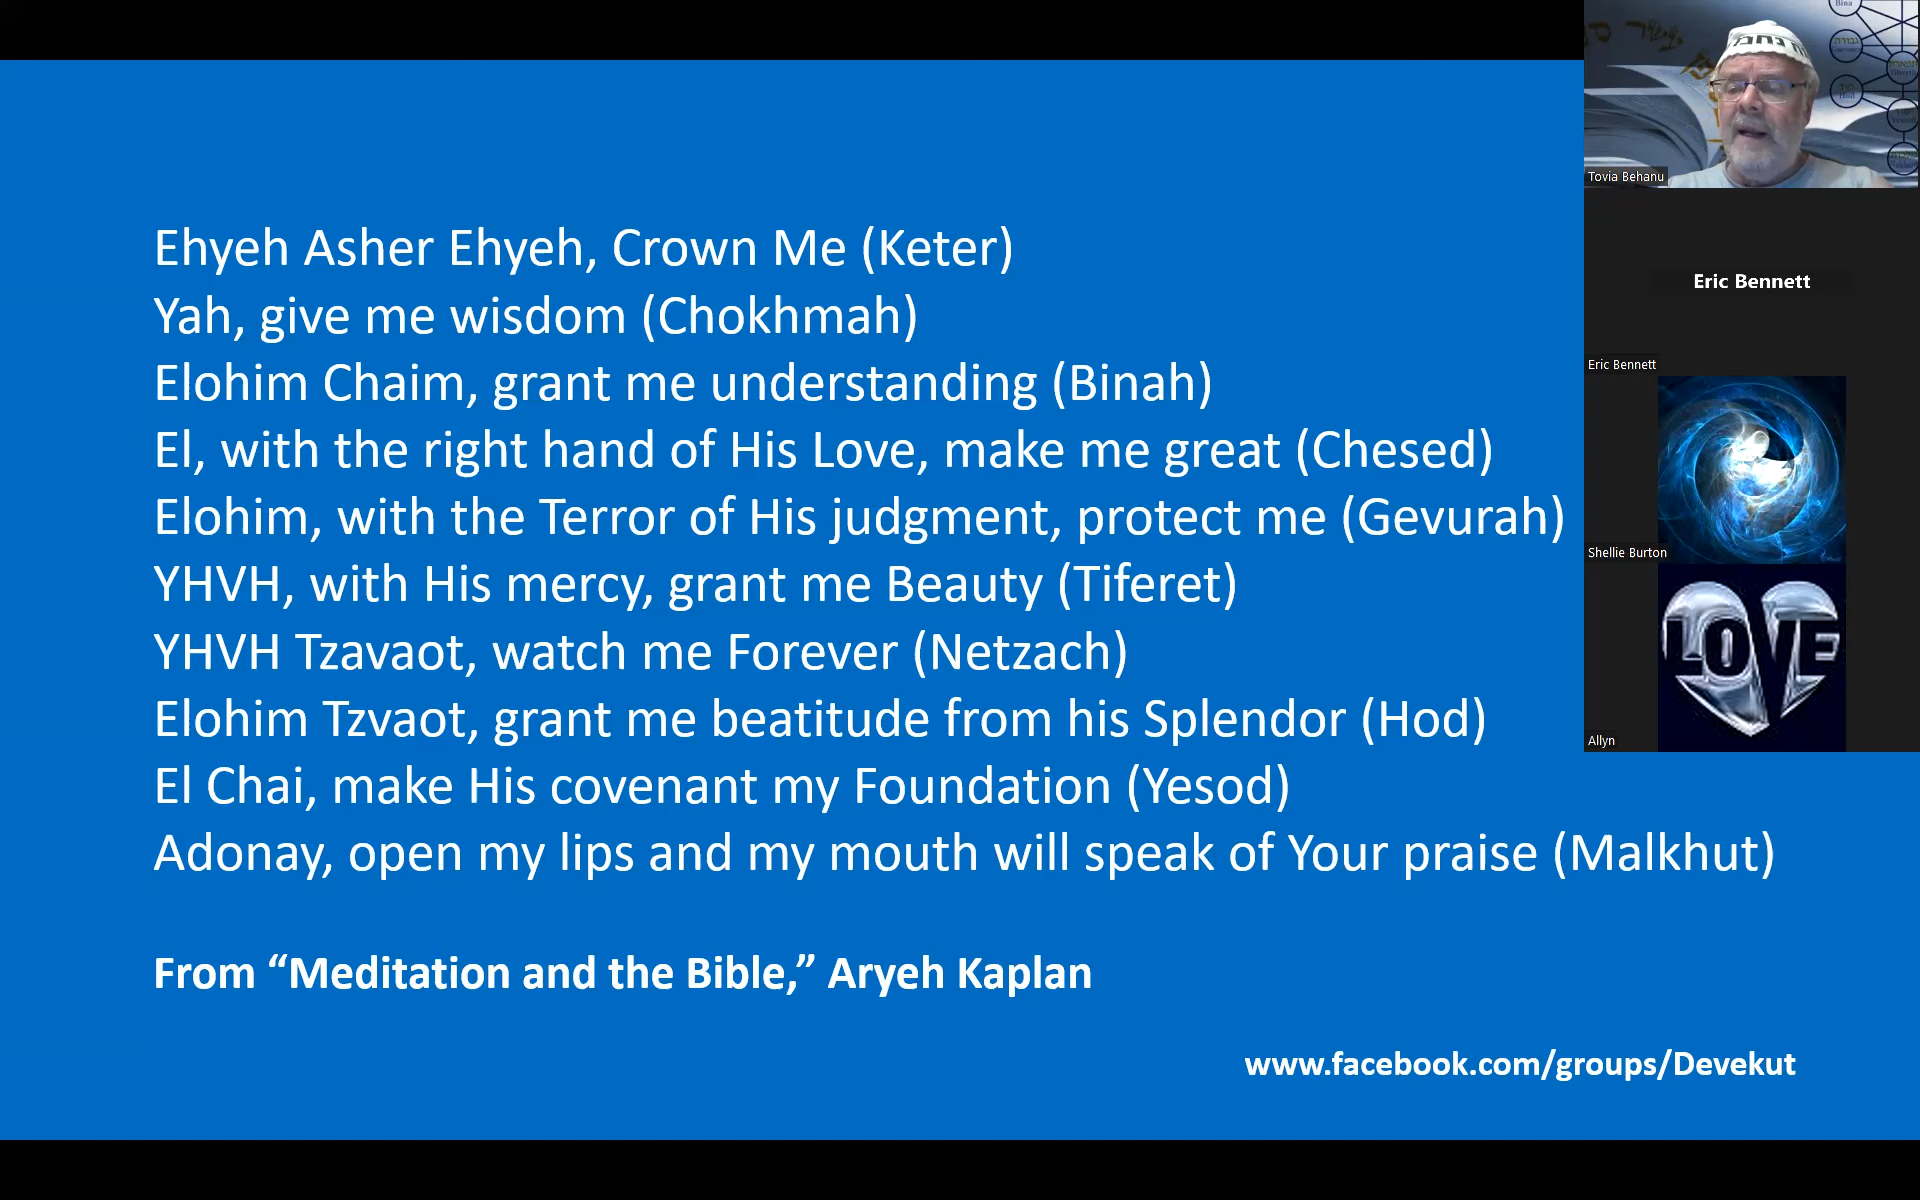 Ehyeh Asher Ehyeh, Crown Me (Keter)
Yah, give me wisdom (Chokhmah)
Elohim Chaim, grant me understanding (Binah)
El, with the right hand of His Love, make me great (Chesed)
Elohim, with the Terror of His judgment, protect me (Gevurah)
YHVH, with His mercy, grant me Beauty (Tiferet)
YHVH Tzavaot, watch me Forever (Netzach)
Elohim Tzvaot, grant me beatitude from his Splendor (Hod)
El Chai, make His covenant my Foundation (Yesod)
Adonay, open my lips and my mouth will speak of Your praise (Malkhut)
From “Meditation and the Bible,” Aryeh Kaplan
www.facebook.com/groups/Devekut
Bina
גבורה
הוד
Hod
Tovia Behanu
Eric Bennett
Eric Bennett
Shellie Burton
LOVE
Allyn